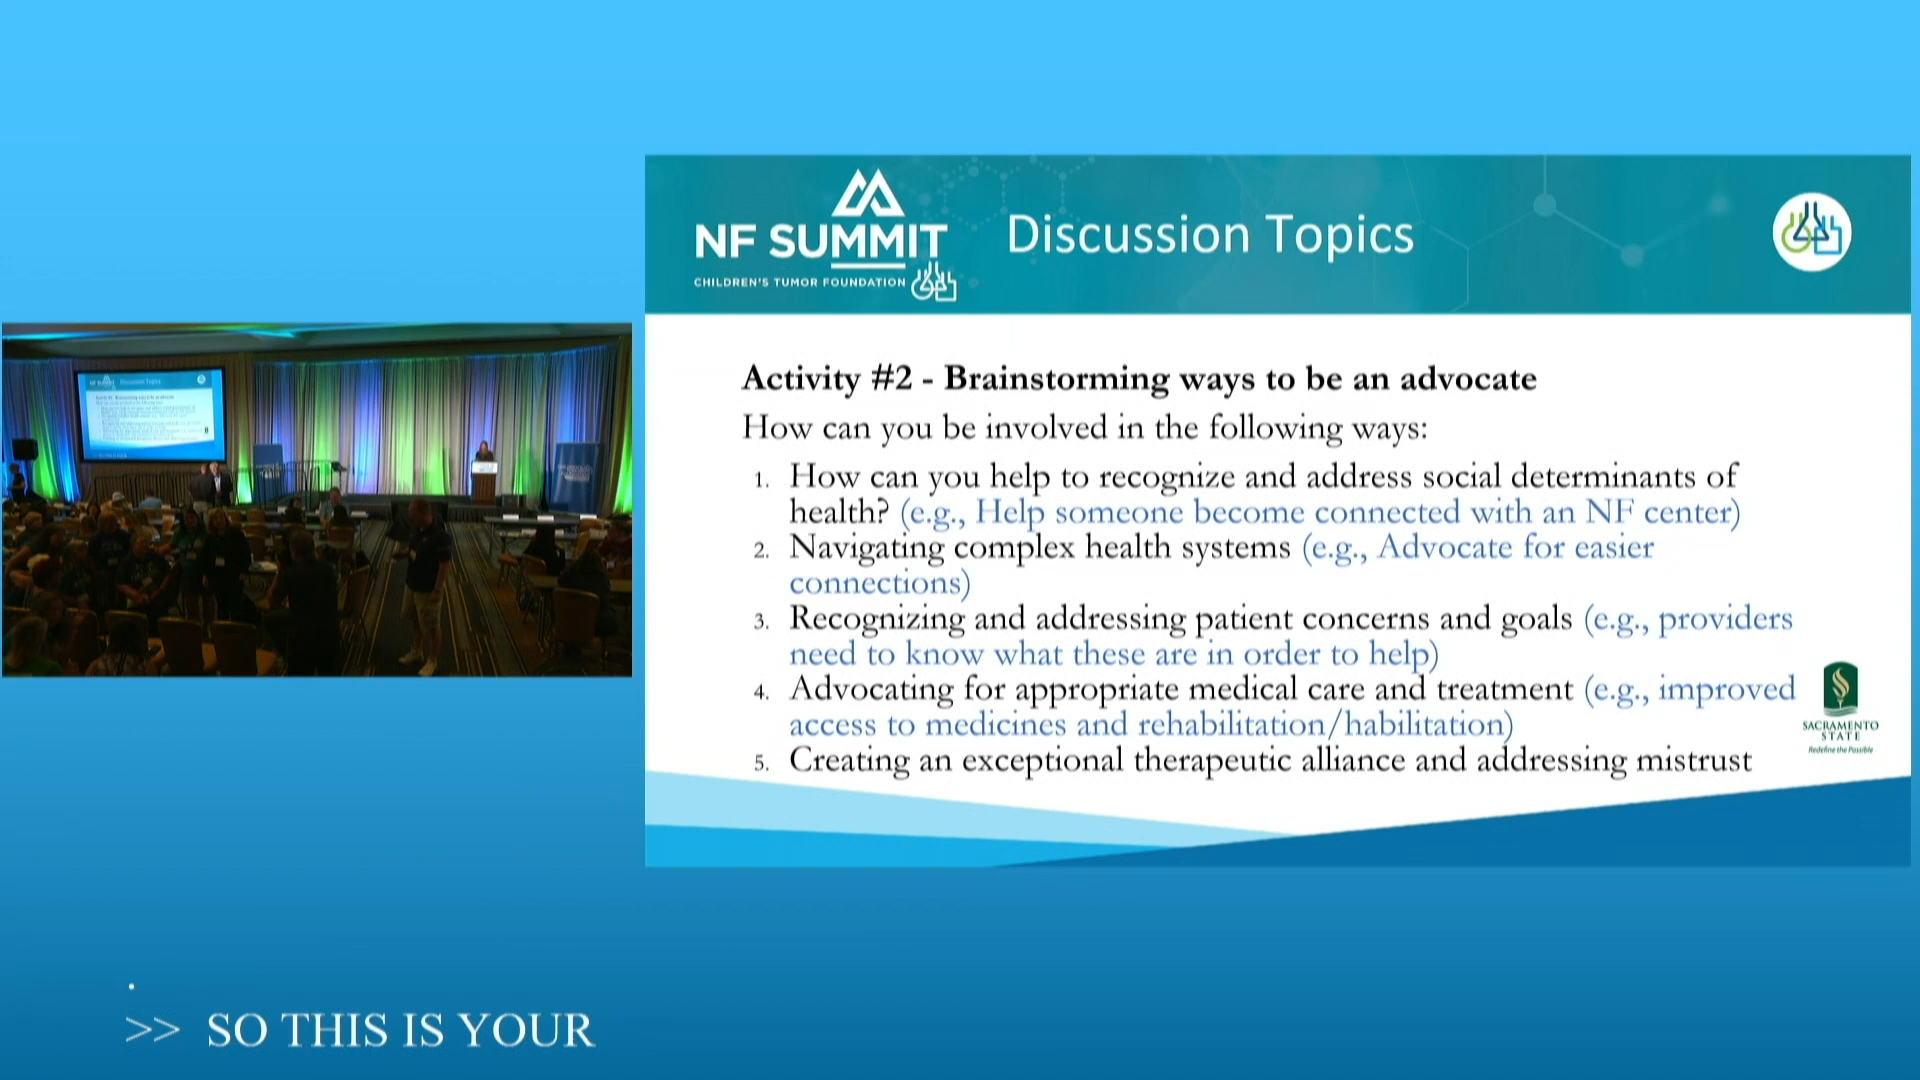 NF SUMMIT
CHILDREN'S TUMOR FOUNDATION
Discussion Topics
Activity #2 - Brainstorming ways to be an advocate
How can you be involved in the following ways:
1. How can you help to recognize and address social determinants of
health? (e.g., Help someone become connected with an NF center)
2. Navigating complex health systems (e.g., Advocate for easier
connections)
3. Recognizing and addressing patient concerns and goals (e.g., providers
need to know what these are in order to help)
4. Advocating for appropriate medical care and treatment (e.g., improved
access to medicines and rehabilitation/habilitation)
5. Creating an exceptional therapeutic alliance and addressing mistrust
SACRAMENTO
STATE
Redefine the Possible
.
>> SO THIS IS YOUR